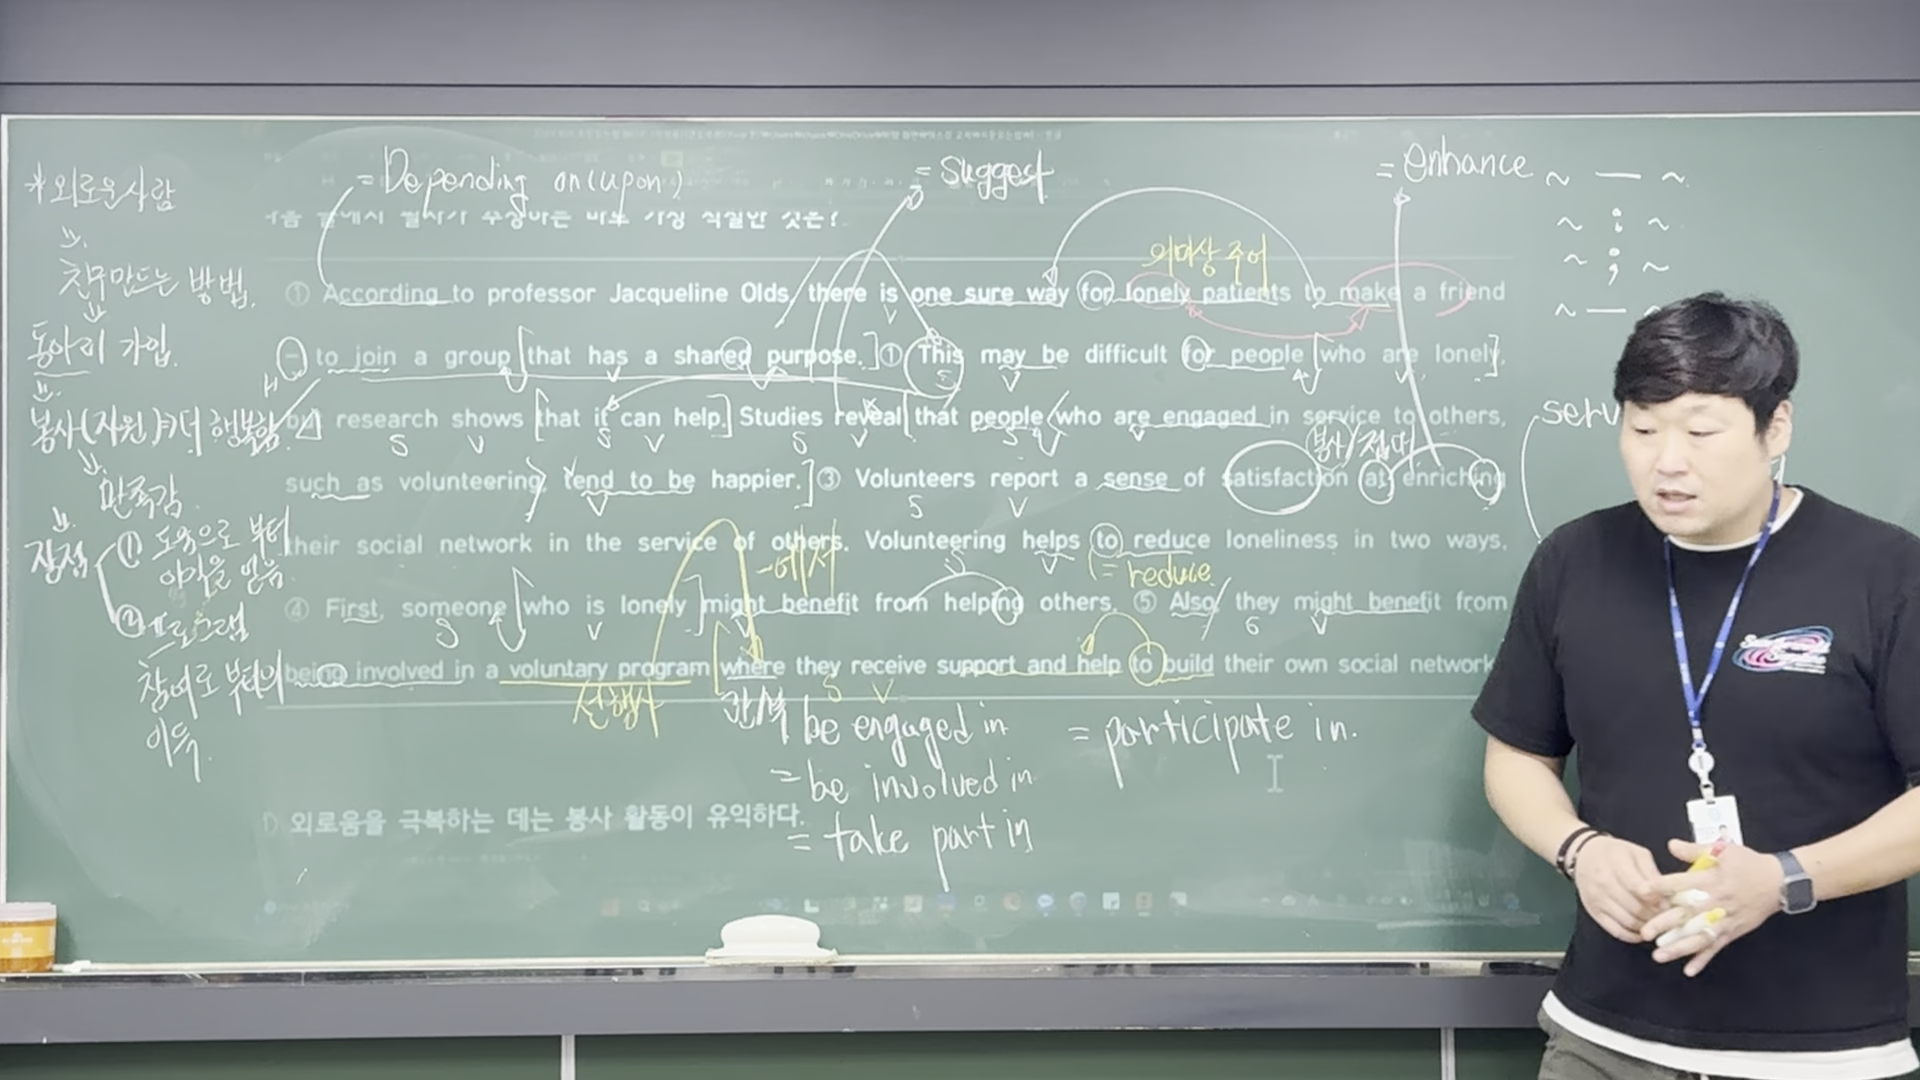 = Depending on(upon)
= suggest
= enhance
~ — ~
*외로운사람
~ ; ~
친구만드는 방법.
의미상 주어
~ ; ~
① According to professor Jacqueline Olds, there is one sure way for lonely patients to make a friend
~ —
동아리 가입.
– to join a group that has a shared purpose. ① This may be difficult for people who are lonely,
봉사(자원)→더 행복함
but research shows that it can help. Studies reveal that people who are engaged in service to others,
serv
S V S V S V S V
봉사/접대
만족감
such as volunteering, tend to be happier. ③ Volunteers report a sense of satisfaction at enriching
V S V
장점
① 도움으로 부터
이익을 얻음
their social network in the service of others. Volunteering helps to reduce loneliness in two ways.
-에서
S V
= reduce
② 프로그램
④ First, someone who is lonely might benefit from helping others. ⑤ Also, they might benefit from
S V V S V
참여로 부터의
being involved in a voluntary program where they receive support and help to build their own social network
선행사
관부
S V
이득.
be engaged in = participate in.
= be involved in
외로움을 극복하는 데는 봉사 활동이 유익하다.
= take part in